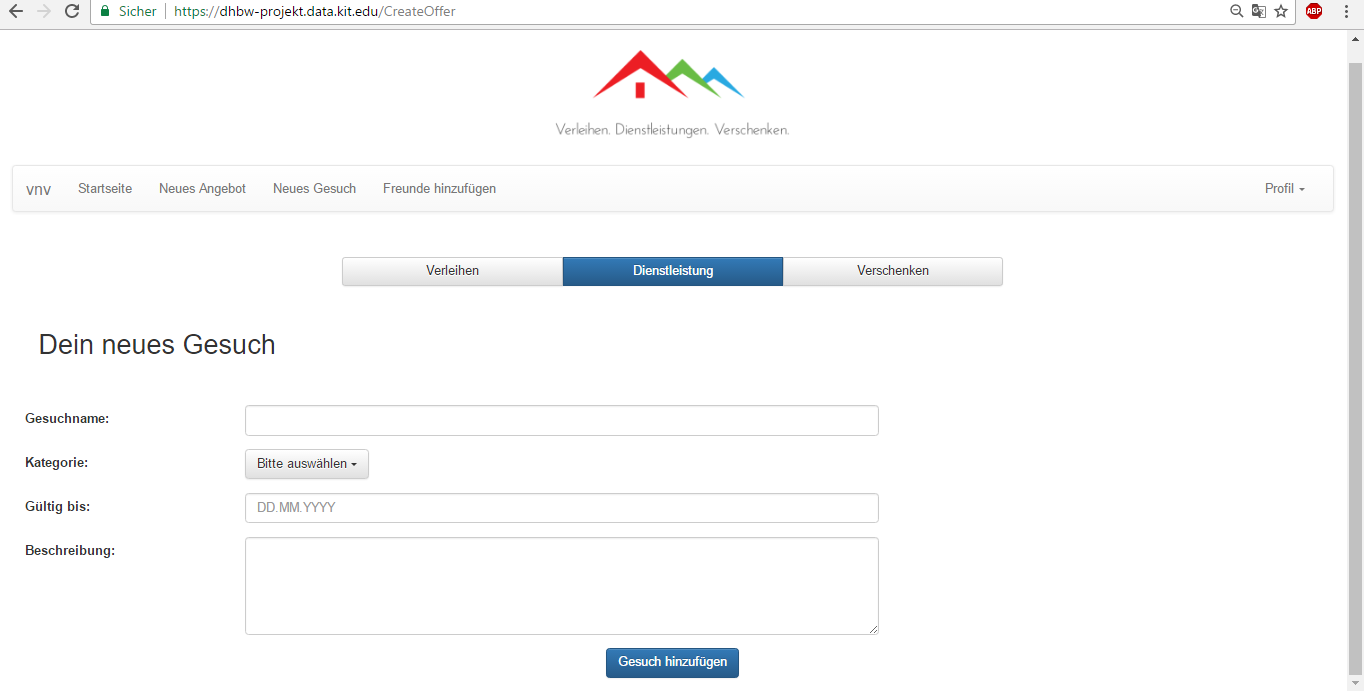 Sicher https://dhbw-projekt.data.kit.edu/CreateOffer ABP
Verleihen. Dienstleistungen. Verschenken.
vnv Startseite Neues Angebot Neues Gesuch Freunde hinzufügen Profil
Verleihen Dienstleistung Verschenken
Dein neues Gesuch
Gesuchname:
Kategorie: Bitte auswählen
Gültig bis: DD.MM.YYYY
Beschreibung:
Gesuch hinzufügen